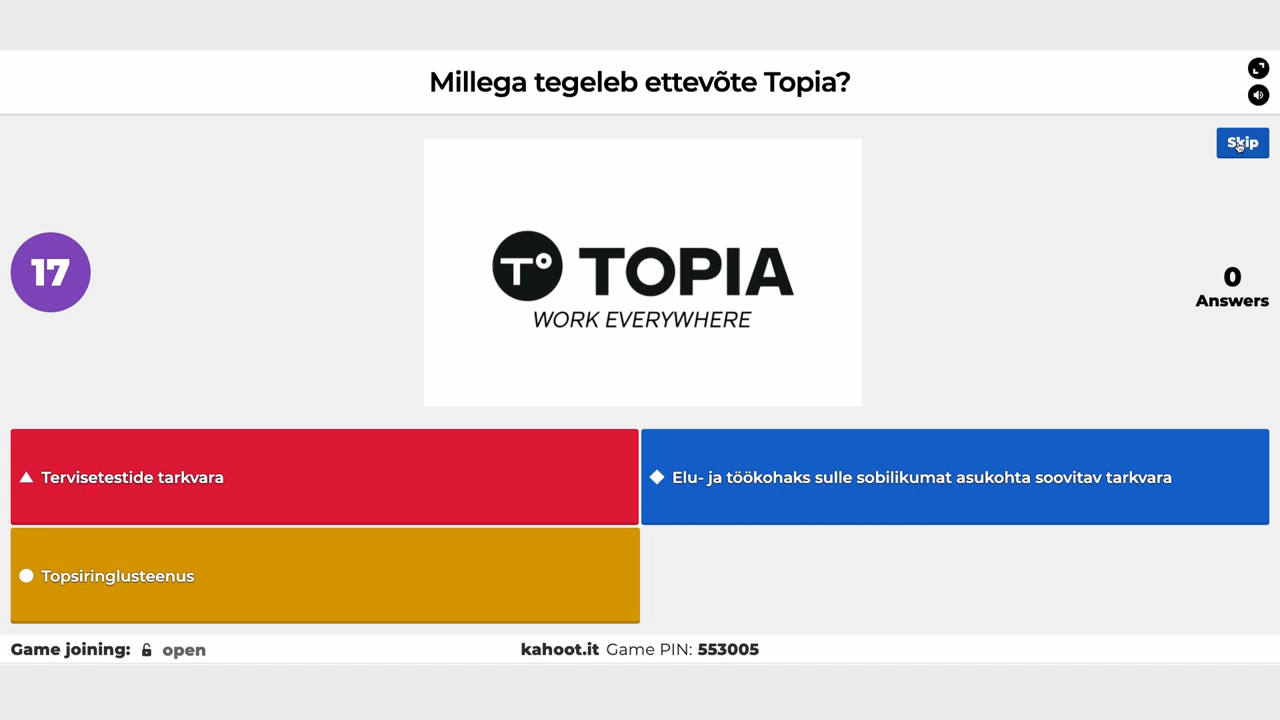 Millega tegeleb ettevõte Topia?
Skip
17
T°
TOPIA
WORK EVERYWHERE
0
Answers
Tervisetestide tarkvara
Elu- ja töökohaks sulle sobilikumat asukohta soovitav tarkvara
Topsiringlusteenus
Game joining: open
kahoot.it Game PIN: 553005